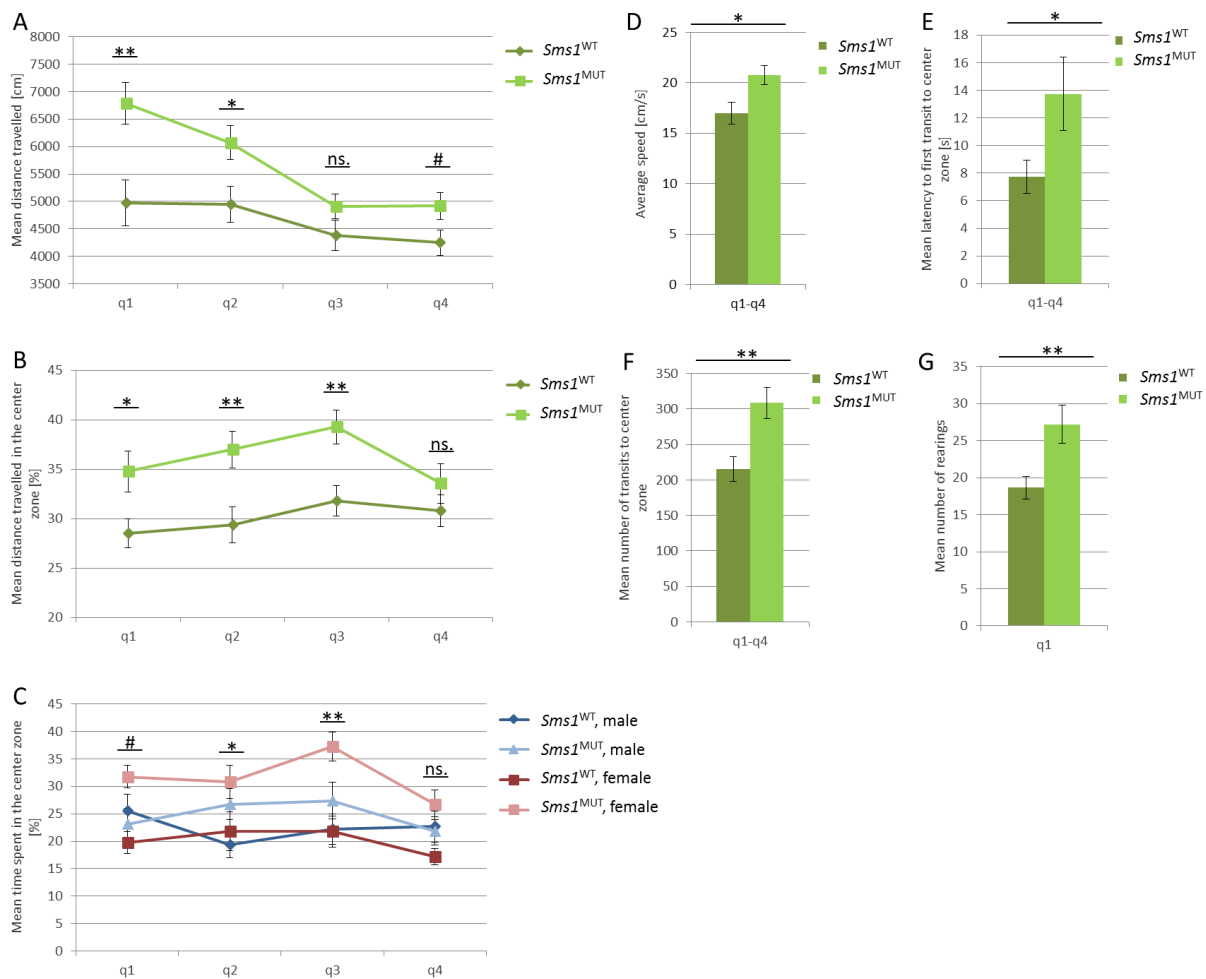 A
Mean distance travelled [cm]
8000
7500
7000
6500
6000
5500
5000
4500
4000
3500
**
*
ns.
#
q1 q2 q3 q4
Sms1WT
Sms1MUT
B
Mean distance travelled in the center
zone [%]
45
40
35
30
25
20
*
**
**
ns.
q1 q2 q3 q4
Sms1WT
Sms1MUT
C
Mean time spent in the center zone
[%]
45
40
35
30
25
20
15
10
5
0
#
*
**
ns.
q1 q2 q3 q4
Sms1WT, male
Sms1MUT, male
Sms1WT, female
Sms1MUT, female
D
*
Average speed [cm/s]
25
20
15
10
5
0
q1-q4
Sms1WT
Sms1MUT
E
*
Mean latency to first transit to center
zone [s]
18
16
14
12
10
8
6
4
2
0
q1-q4
Sms1WT
Sms1MUT
F
**
Mean number of transits to center
zone
350
300
250
200
150
100
50
0
q1-q4
Sms1WT
Sms1MUT
G
**
Mean number of rearings
35
30
25
20
15
10
5
0
q1
Sms1WT
Sms1MUT